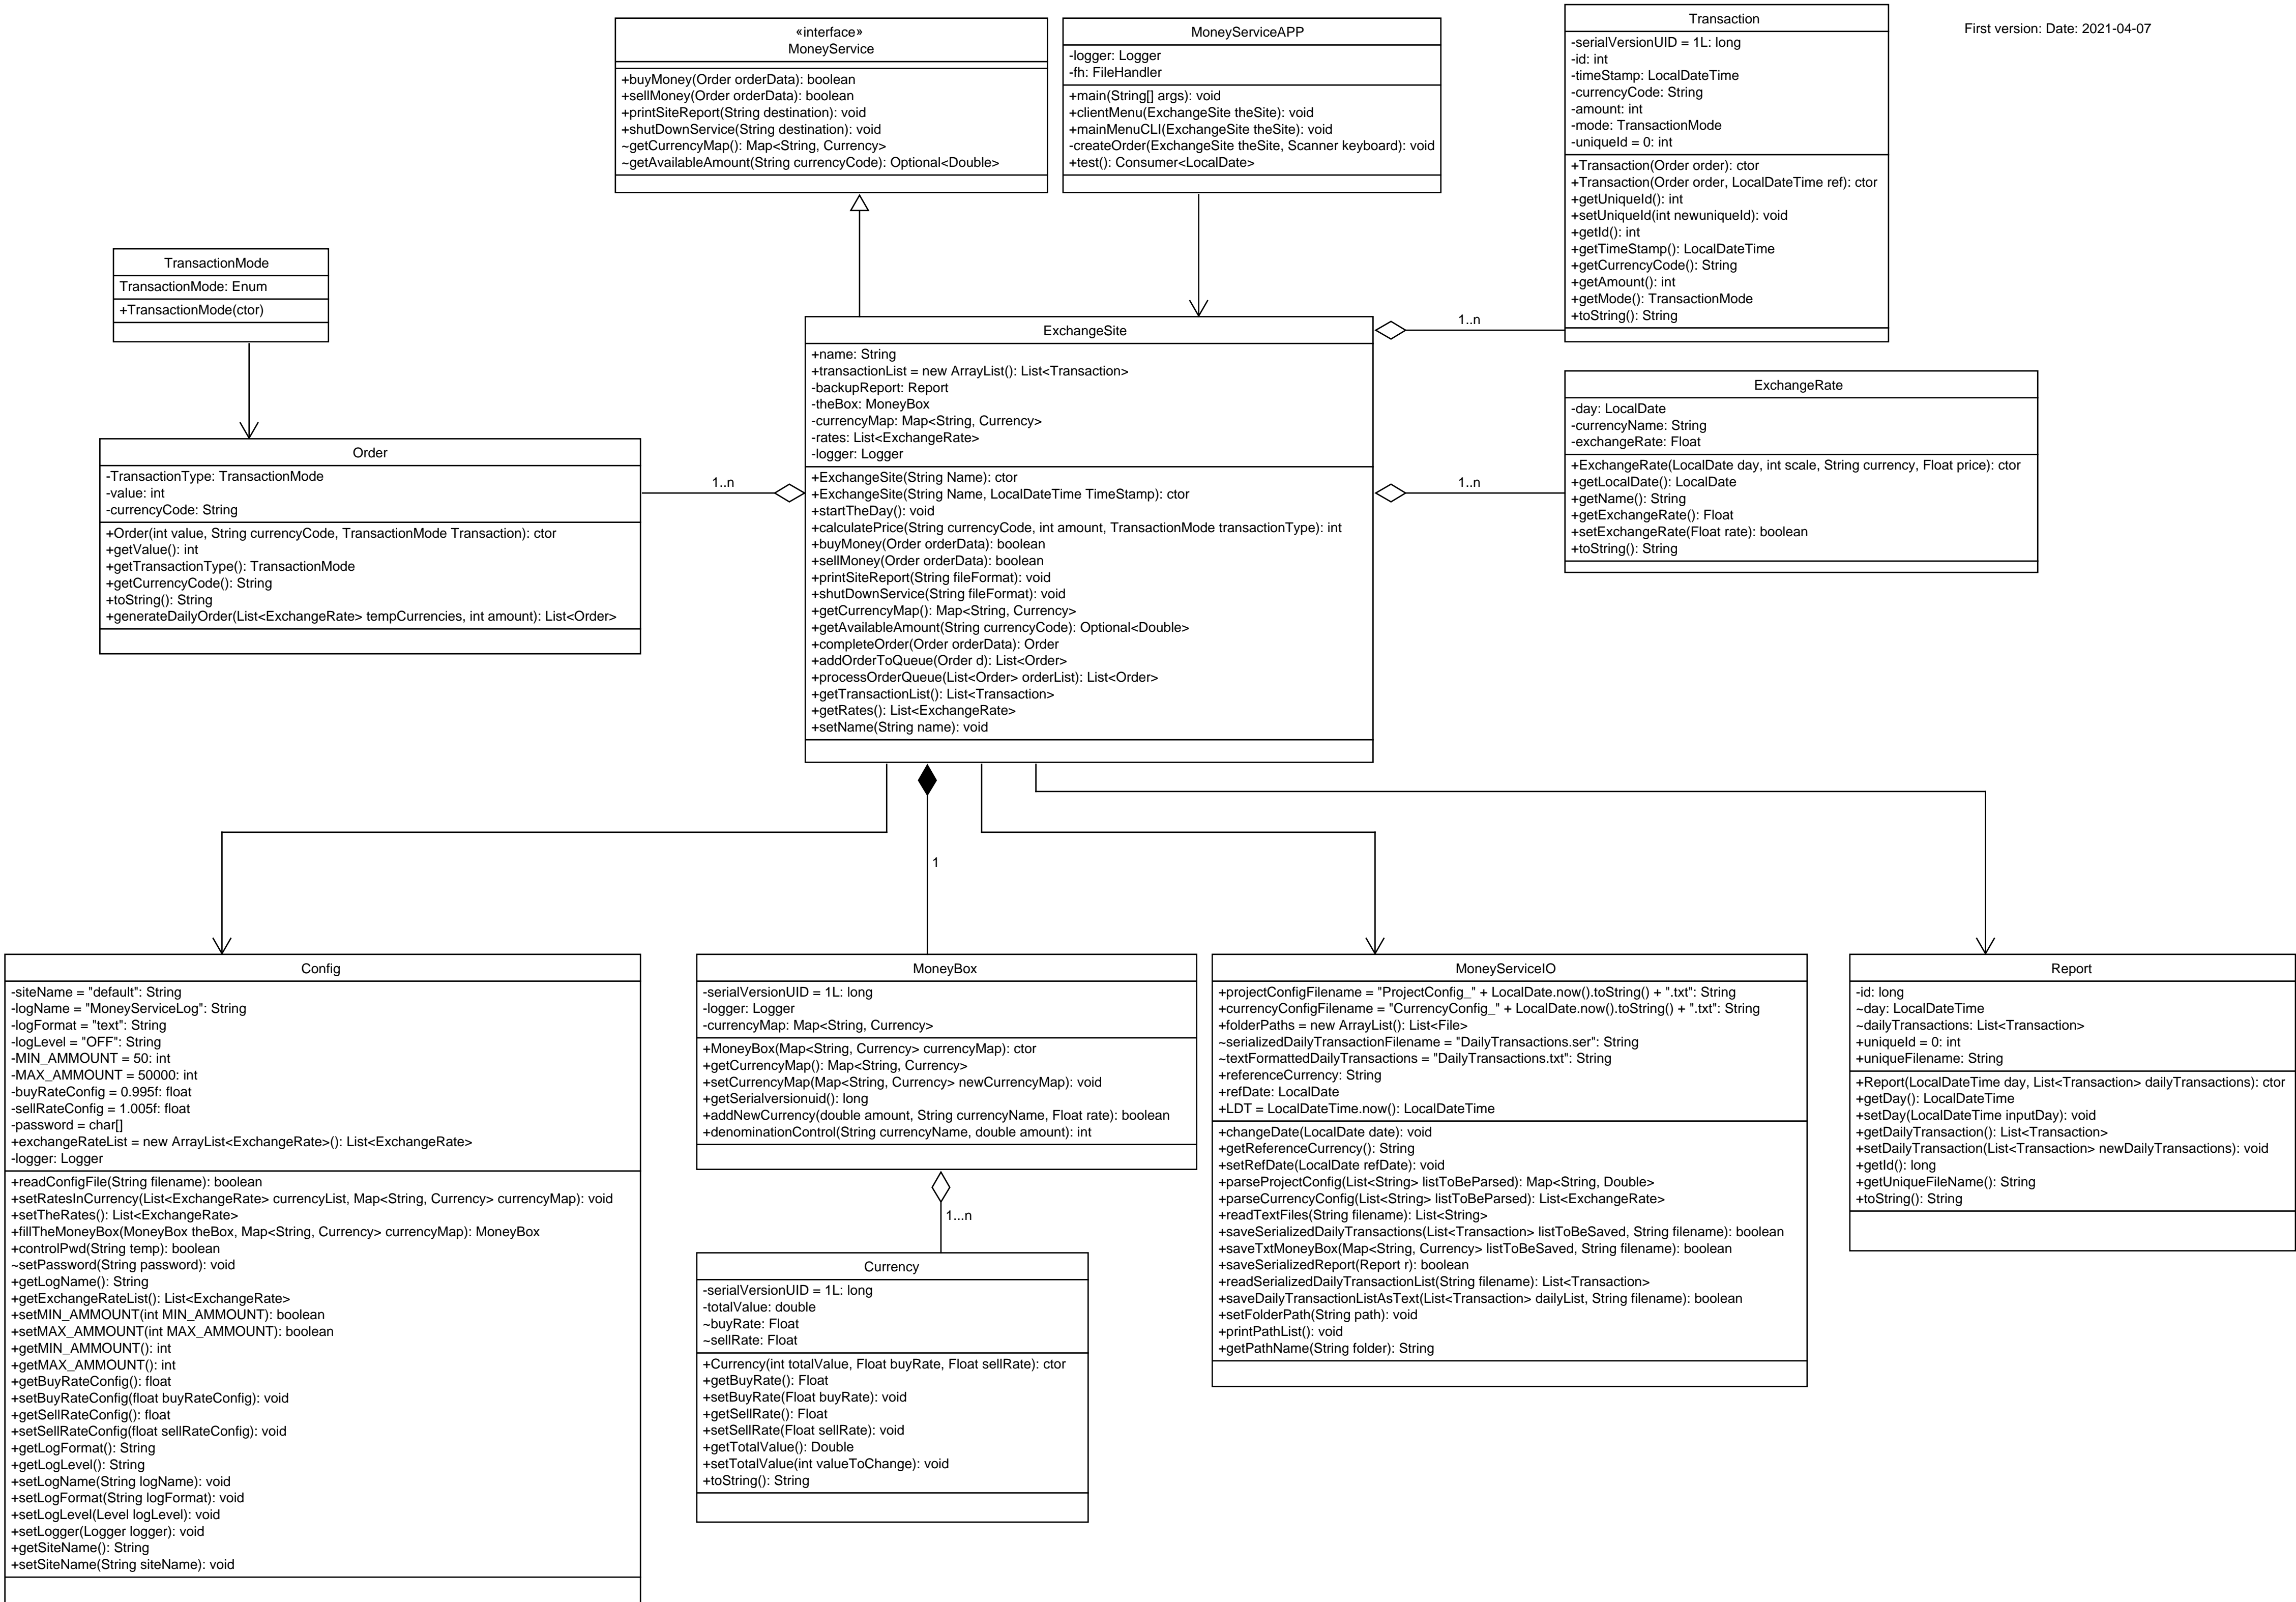 «interface»
MoneyService
+buyMoney(Order orderData): boolean
+sellMoney(Order orderData): boolean
+printSiteReport(String destination): void
+shutDownService(String destination): void
~getCurrencyMap(): Map<String, Currency>
~getAvailableAmount(String currencyCode): Optional<Double>
MoneyServiceAPP
-logger: Logger
-fh: FileHandler
+main(String[] args): void
+clientMenu(ExchangeSite theSite): void
+mainMenuCLI(ExchangeSite theSite): void
-createOrder(ExchangeSite theSite, Scanner keyboard): void
+test(): Consumer<LocalDate>
Transaction
-serialVersionUID = 1L: long
-id: int
-timeStamp: LocalDateTime
-currencyCode: String
-amount: int
-mode: TransactionMode
-uniqueId = 0: int
+Transaction(Order order): ctor
+Transaction(Order order, LocalDateTime ref): ctor
+getUniqueId(): int
+setUniqueId(int newuniqueId): void
+getId(): int
+getTimeStamp(): LocalDateTime
+getCurrencyCode(): String
+getAmount(): int
+getMode(): TransactionMode
+toString(): String
First version: Date: 2021-04-07
TransactionMode
TransactionMode: Enum
+TransactionMode(ctor)
Order
-TransactionType: TransactionMode
-value: int
-currencyCode: String
+Order(int value, String currencyCode, TransactionMode Transaction): ctor
+getValue(): int
+getTransactionType(): TransactionMode
+getCurrencyCode(): String
+toString(): String
+generateDailyOrder(List<ExchangeRate> tempCurrencies, int amount): List<Order>
1..n
ExchangeSite
+name: String
+transactionList = new ArrayList(): List<Transaction>
-backupReport: Report
-theBox: MoneyBox
-currencyMap: Map<String, Currency>
-rates: List<ExchangeRate>
-logger: Logger
+ExchangeSite(String Name): ctor
+ExchangeSite(String Name, LocalDateTime TimeStamp): ctor
+startTheDay(): void
+calculatePrice(String currencyCode, int amount, TransactionMode transactionType): int
+buyMoney(Order orderData): boolean
+sellMoney(Order orderData): boolean
+printSiteReport(String fileFormat): void
+shutDownService(String fileFormat): void
+getCurrencyMap(): Map<String, Currency>
+getAvailableAmount(String currencyCode): Optional<Double>
+completeOrder(Order orderData): Order
+addOrderToQueue(Order d): List<Order>
+processOrderQueue(List<Order> orderList): List<Order>
+getTransactionList(): List<Transaction>
+getRates(): List<ExchangeRate>
+setName(String name): void
1..n
1..n
ExchangeRate
-day: LocalDate
-currencyName: String
-exchangeRate: Float
+ExchangeRate(LocalDate day, int scale, String currency, Float price): ctor
+getLocalDate(): LocalDate
+getName(): String
+getExchangeRate(): Float
+setExchangeRate(Float rate): boolean
+toString(): String
1
Config
-siteName = "default": String
-logName = "MoneyServiceLog": String
-logFormat = "text": String
-logLevel = "OFF": String
-MIN_AMMOUNT = 50: int
-MAX_AMMOUNT = 50000: int
-buyRateConfig = 0.995f: float
-sellRateConfig = 1.005f: float
-password = char[]
+exchangeRateList = new ArrayList<ExchangeRate>(): List<ExchangeRate>
-logger: Logger
+readConfigFile(String filename): boolean
+setRatesInCurrency(List<ExchangeRate> currencyList, Map<String, Currency> currencyMap): void
+setTheRates(): List<ExchangeRate>
+fillTheMoneyBox(MoneyBox theBox, Map<String, Currency> currencyMap): MoneyBox
+controlPwd(String temp): boolean
~setPassword(String password): void
+getLogName(): String
+getExchangeRateList(): List<ExchangeRate>
+setMIN_AMMOUNT(int MIN_AMMOUNT): boolean
+setMAX_AMMOUNT(int MAX_AMMOUNT): boolean
+getMIN_AMMOUNT(): int
+getMAX_AMMOUNT(): int
+getBuyRateConfig(): float
+setBuyRateConfig(float buyRateConfig): void
+getSellRateConfig(): float
+setSellRateConfig(float sellRateConfig): void
+getLogFormat(): String
+getLogLevel(): String
+setLogName(String logName): void
+setLogFormat(String logFormat): void
+setLogLevel(Level logLevel): void
+setLogger(Logger logger): void
+getSiteName(): String
+setSiteName(String siteName): void
MoneyBox
-serialVersionUID = 1L: long
-logger: Logger
-currencyMap: Map<String, Currency>
+MoneyBox(Map<String, Currency> currencyMap): ctor
+getCurrencyMap(): Map<String, Currency>
+setCurrencyMap(Map<String, Currency> newCurrencyMap): void
+getSerialversionuid(): long
+addNewCurrency(double amount, String currencyName, Float rate): boolean
+denominationControl(String currencyName, double amount): int
1...n
Currency
-serialVersionUID = 1L: long
-totalValue: double
~buyRate: Float
~sellRate: Float
+Currency(int totalValue, Float buyRate, Float sellRate): ctor
+getBuyRate(): Float
+setBuyRate(Float buyRate): void
+getSellRate(): Float
+setSellRate(Float sellRate): void
+getTotalValue(): Double
+setTotalValue(int valueToChange): void
+toString(): String
MoneyServiceIO
+projectConfigFilename = "ProjectConfig_" + LocalDate.now().toString() + ".txt": String
+currencyConfigFilename = "CurrencyConfig_" + LocalDate.now().toString() + ".txt": String
+folderPaths = new ArrayList(): List<File>
~serializedDailyTransactionFilename = "DailyTransactions.ser": String
~textFormattedDailyTransactions = "DailyTransactions.txt": String
+referenceCurrency: String
+refDate: LocalDate
+LDT = LocalDateTime.now(): LocalDateTime
+changeDate(LocalDate date): void
+getReferenceCurrency(): String
+setRefDate(LocalDate refDate): void
+parseProjectConfig(List<String> listToBeParsed): Map<String, Double>
+parseCurrencyConfig(List<String> listToBeParsed): List<ExchangeRate>
+readTextFiles(String filename): List<String>
+saveSerializedDailyTransactions(List<Transaction> listToBeSaved, String filename): boolean
+saveTxtMoneyBox(Map<String, Currency> listToBeSaved, String filename): boolean
+saveSerializedReport(Report r): boolean
+readSerializedDailyTransactionList(String filename): List<Transaction>
+saveDailyTransactionListAsText(List<Transaction> dailyList, String filename): boolean
+setFolderPath(String path): void
+printPathList(): void
+getPathName(String folder): String
Report
-id: long
~day: LocalDateTime
~dailyTransactions: List<Transaction>
+uniqueId = 0: int
+uniqueFilename: String
+Report(LocalDateTime day, List<Transaction> dailyTransactions): ctor
+getDay(): LocalDateTime
+setDay(LocalDateTime inputDay): void
+getDailyTransaction(): List<Transaction>
+setDailyTransaction(List<Transaction> newDailyTransactions): void
+getId(): long
+getUniqueFileName(): String
+toString(): String